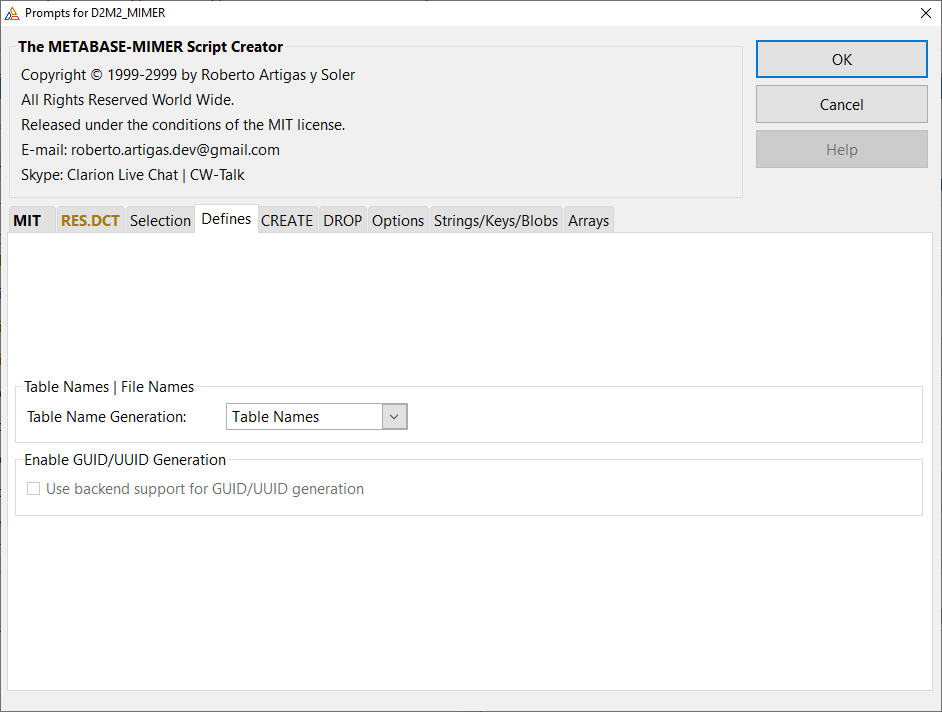 Prompts for D2M2_MIMER
The METABASE-MIMER Script Creator
Copyright © 1999-2999 by Roberto Artigas y Soler
All Rights Reserved World Wide.
Released under the conditions of the MIT license.
E-mail: roberto.artigas.dev@gmail.com
Skype: Clarion Live Chat | CW-Talk
OK
Cancel
Help
MIT RES.DCT Selection Defines CREATE DROP Options Strings/Keys/Blobs Arrays
Table Names | File Names
Table Name Generation: Table Names
Enable GUID/UUID Generation
Use backend support for GUID/UUID generation